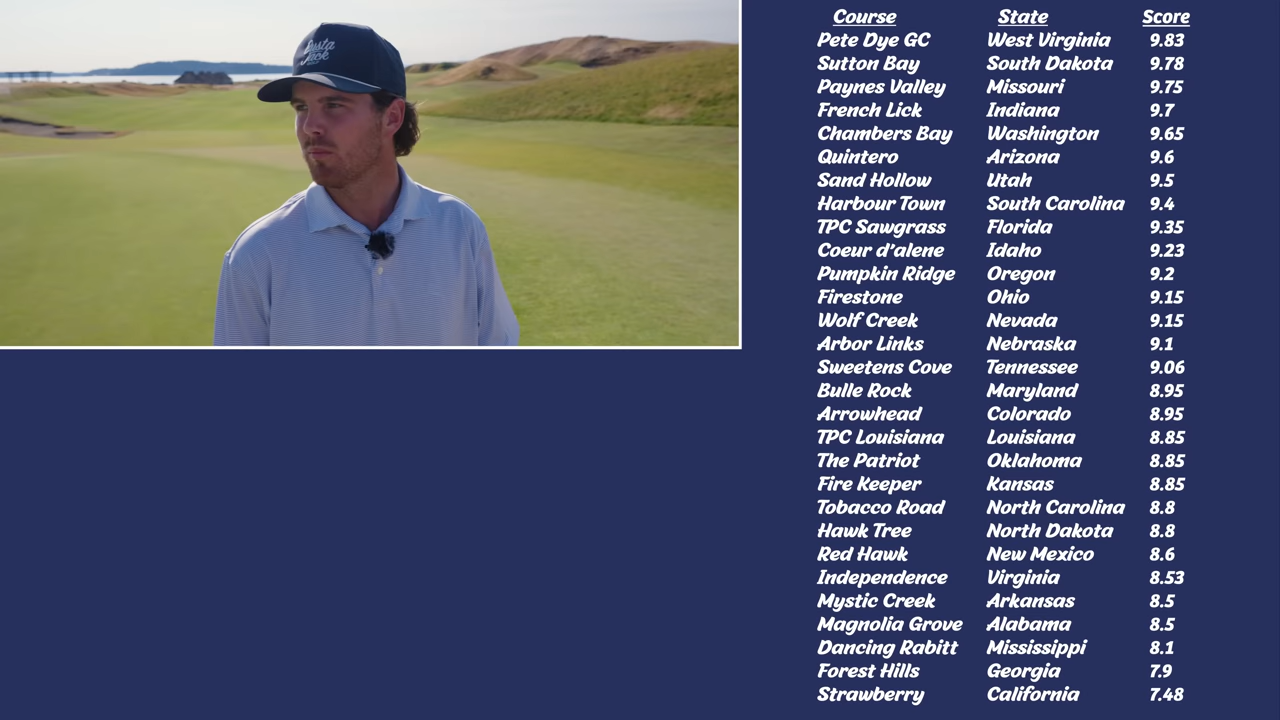 Busta
Jack
Course State Score
Pete Dye GC West Virginia 9.83
Sutton Bay South Dakota 9.78
Paynes Valley Missouri 9.75
French Lick Indiana 9.7
Chambers Bay Washington 9.65
Quintero Arizona 9.6
Sand Hollow Utah 9.5
Harbour Town South Carolina 9.4
TPC Sawgrass Florida 9.35
Coeur d'alene Idaho 9.23
Pumpkin Ridge Oregon 9.2
Firestone Ohio 9.15
Wolf Creek Nevada 9.15
Arbor Links Nebraska 9.1
Sweetens Cove Tennessee 9.06
Bulle Rock Maryland 8.95
Arrowhead Colorado 8.95
TPC Louisiana Louisiana 8.85
The Patriot Oklahoma 8.85
Fire Keeper Kansas 8.85
Tobacco Road North Carolina 8.8
Hawk Tree North Dakota 8.8
Red Hawk New Mexico 8.6
Independence Virginia 8.53
Mystic Creek Arkansas 8.5
Magnolia Grove Alabama 8.5
Dancing Rabitt Mississippi 8.1
Forest Hills Georgia 7.9
Strawberry California 7.48